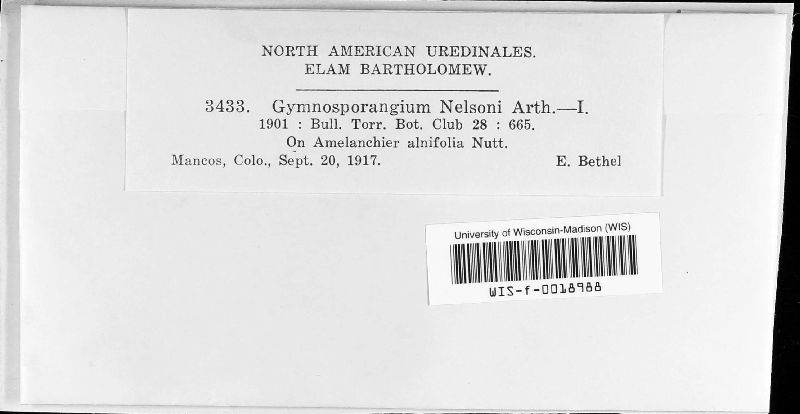 NORTH AMERICAN UREDINALES.
ELAM BARTHOLOMEW.
3433. Gymnosporangium Nelsoni Arth.—I.
1901 : Bull. Torr. Bot. Club 28 : 665.
On Amelanchier alnifolia Nutt.
Mancos, Colo., Sept. 20, 1917. E. Bethel
University of Wisconsin-Madison (WIS)
WIS-f-0018988